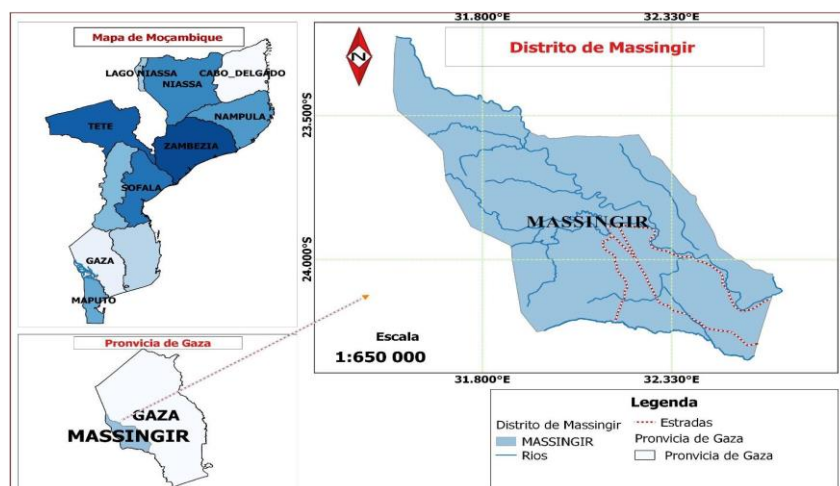 Mapa de Moçambique
LAGO NIASSA
CABO_DELGADO
NIASSA
NAMPULA
TETE
ZAMBEZIA
SOFALA
GAZA
MAPUTO
Pronvicia de Gaza
GAZA
MASSINGIR
31.800°E 32.330°E
N
Distrito de Massingir
23.500°S
MASSINGIR
24.000°S
Escala
1:650 000
31.800°E 32.330°E
Legenda
Distrito de Massingir
MASSINGIR
Rios
Estradas
Pronvicia de Gaza
Pronvicia de Gaza